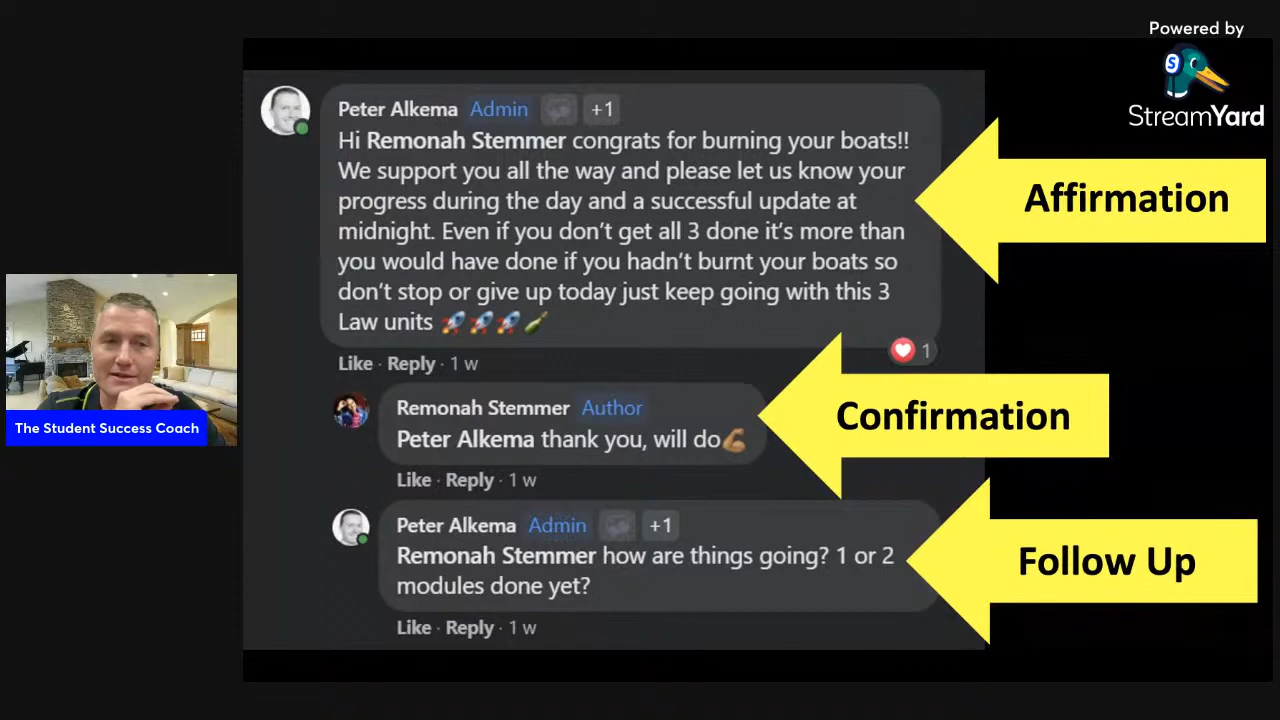 Powered by
StreamYard
Peter Alkema Admin +1
Hi Remonah Stemmer congrats for burning your boats!!
We support you all the way and please let us know your
progress during the day and a successful update at
midnight. Even if you don't get all 3 done it's more than
you would have done if you hadn't burnt your boats so
don't stop or give up today just keep going with this 3
Law units 🚀🚀🚀🍾
Affirmation
Like · Reply · 1 w
1
Remonah Stemmer Author
Peter Alkema thank you, will do💪🏾
Confirmation
Like · Reply · 1 w
Peter Alkema Admin +1
Remonah Stemmer how are things going? 1 or 2
modules done yet?
Follow Up
Like · Reply · 1 w
The Student Success Coach